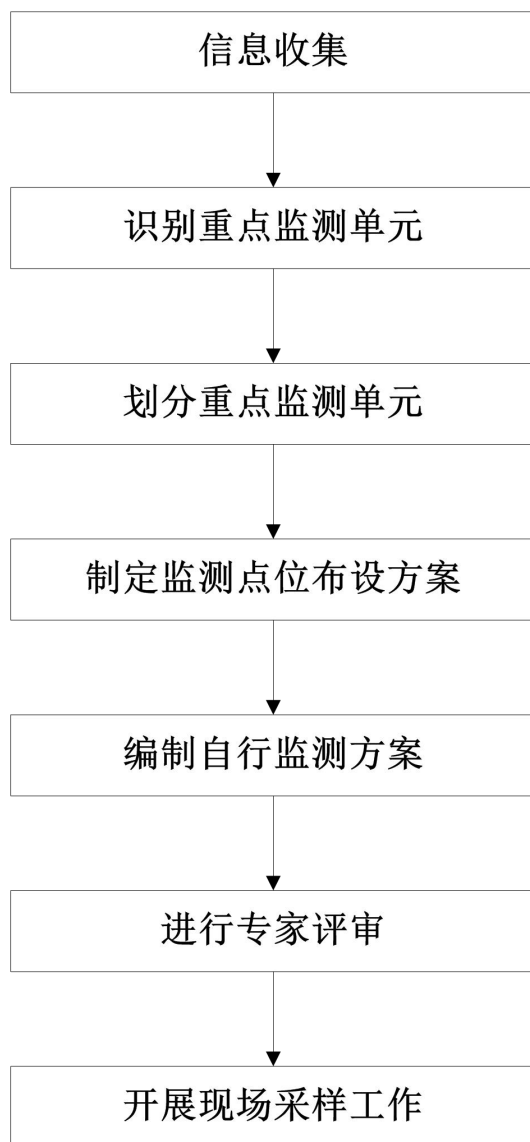 信息收集
识别重点监测单元
划分重点监测单元
制定监测点位布设方案
编制自行监测方案
进行专家评审
开展现场采样工作